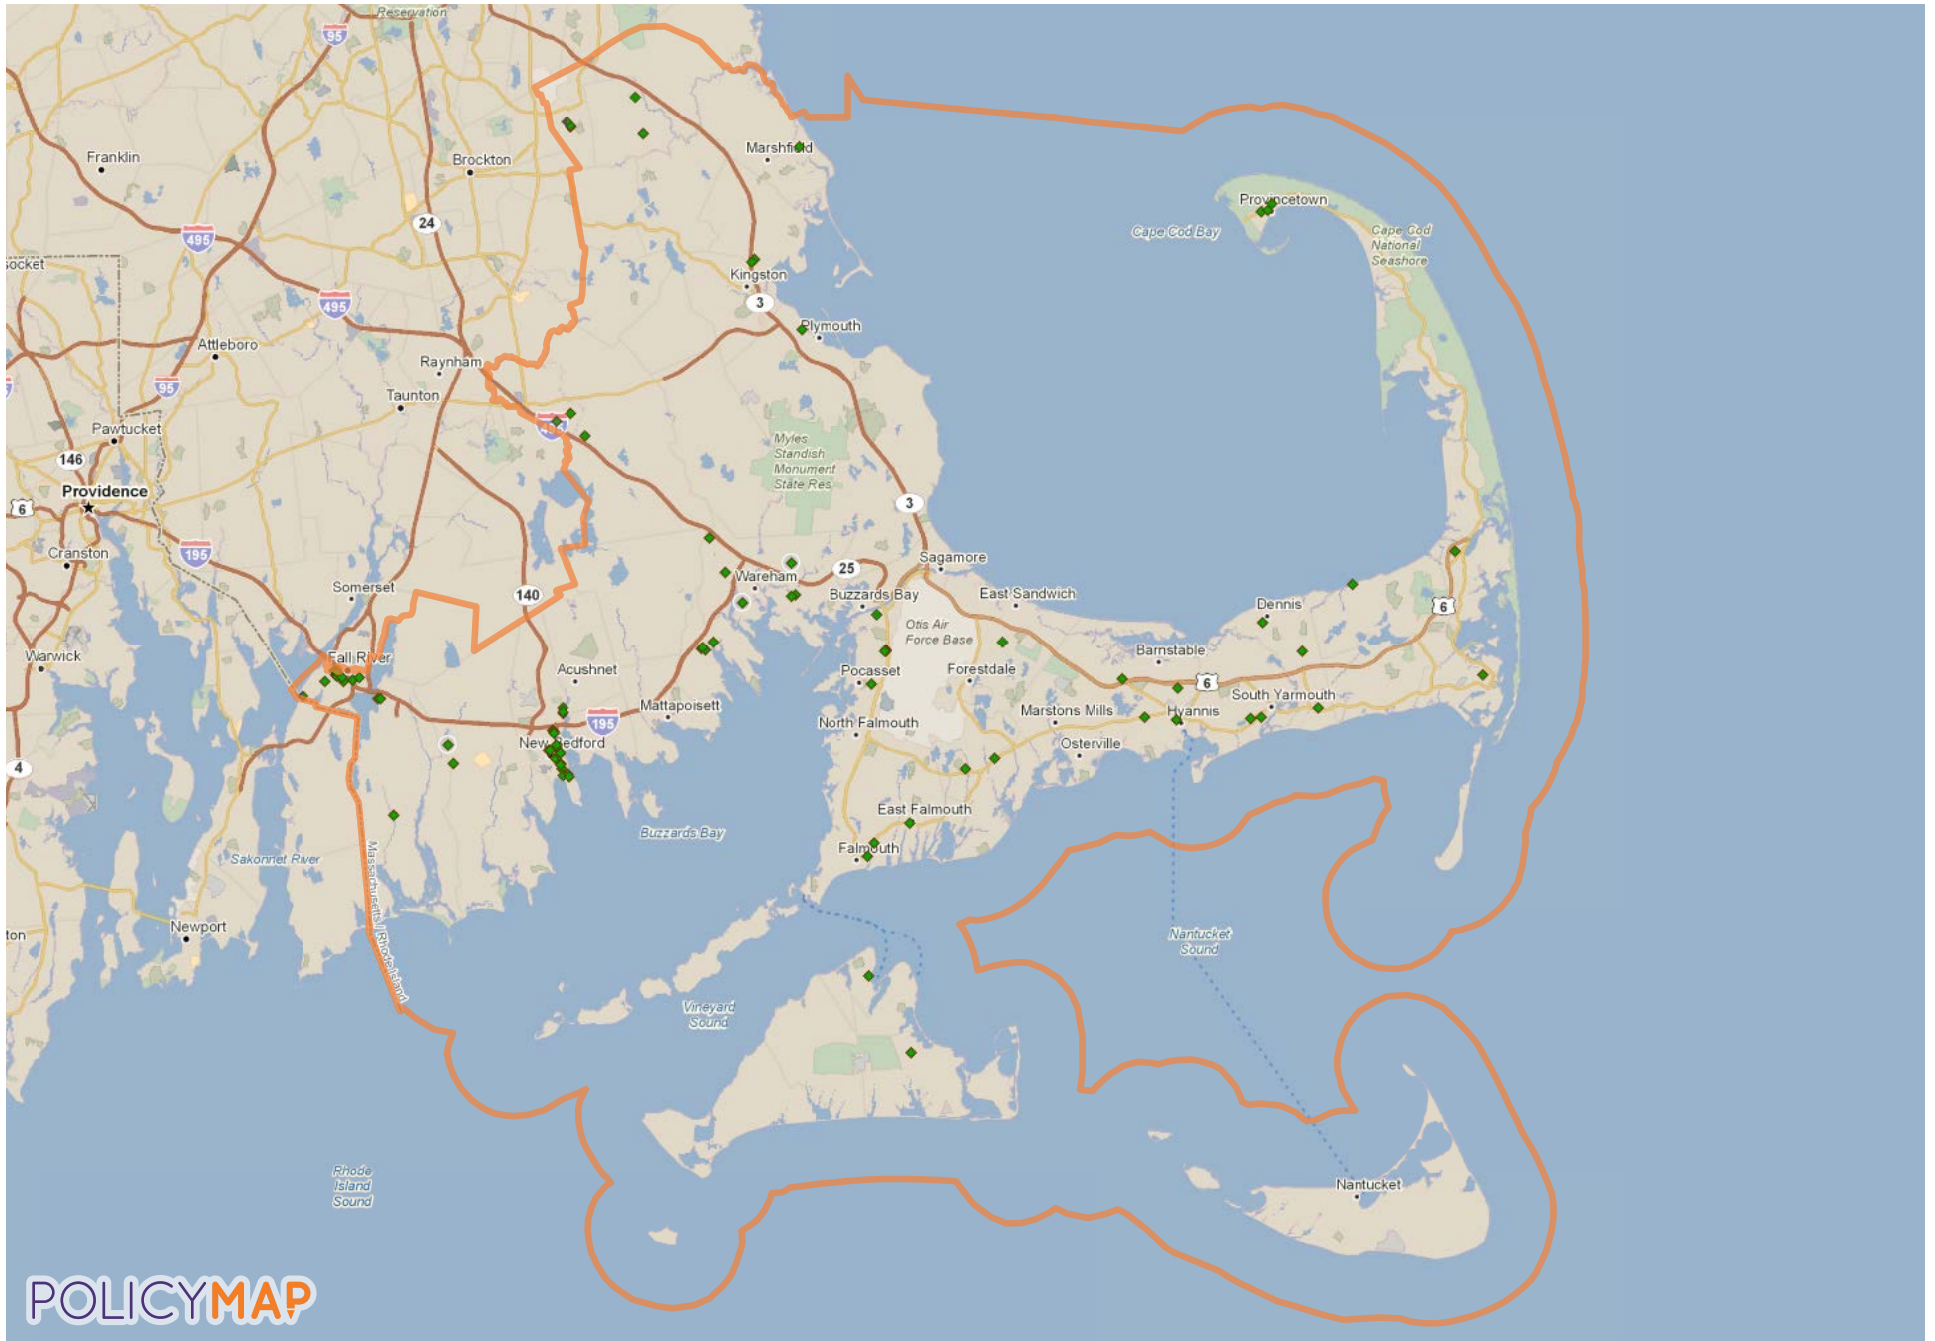 Reservation
95
Franklin
Brockton
Marshfield
Provincetown
24
Cape Cod Bay
Cape Cod
National
Seashore
495
socket
Kingston
495
3
Plymouth
Attleboro
Raynham
95
Taunton
Pawtucket
Myles
Standish
Monument
State Res
146
Providence
6
3
195
Cranston
Sagamore
25
Wareham
Somerset
140
Buzzards Bay
East Sandwich
Dennis
6
Otis Air
Force Base
Warwick
Fall River
Acushnet
Pocasset
Forestdale
Barnstable
6
South Yarmouth
Mattapoisett
195
North Falmouth
Marstons Mills
Hyannis
New Bedford
Osterville
4
East Falmouth
Buzzards Bay
Falmouth
Sakonnet River
Massachusetts / Rhode Island
Newport
ton
Nantucket
Sound
Vineyard
Sound
Rhode
Island
Sound
Nantucket
POLICYMAP